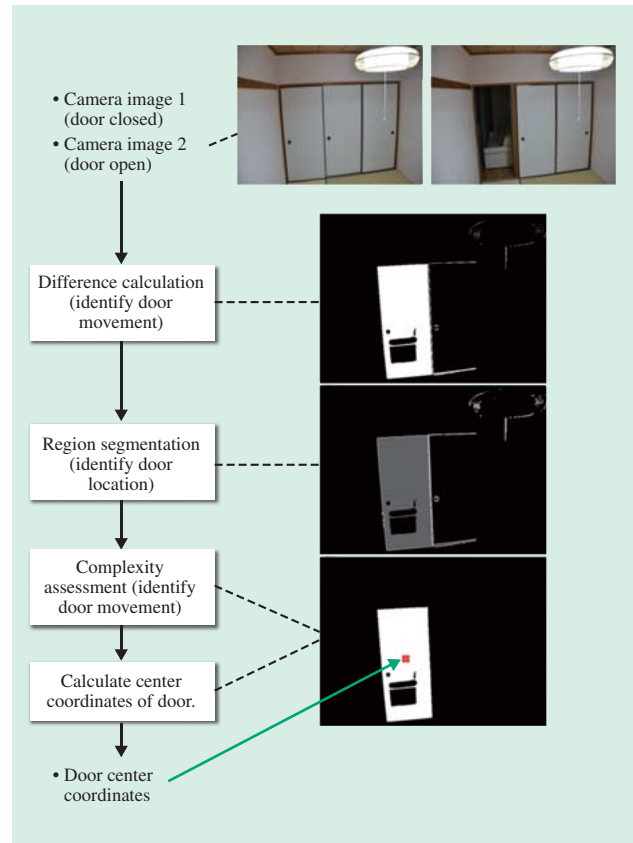 • Camera image 1
(door closed)
• Camera image 2
(door open)
Difference calculation
(identify door
movement)
Region segmentation
(identify door
location)
Complexity
assessment (identify
door movement)
Calculate center
coordinates of door.
• Door center
coordinates